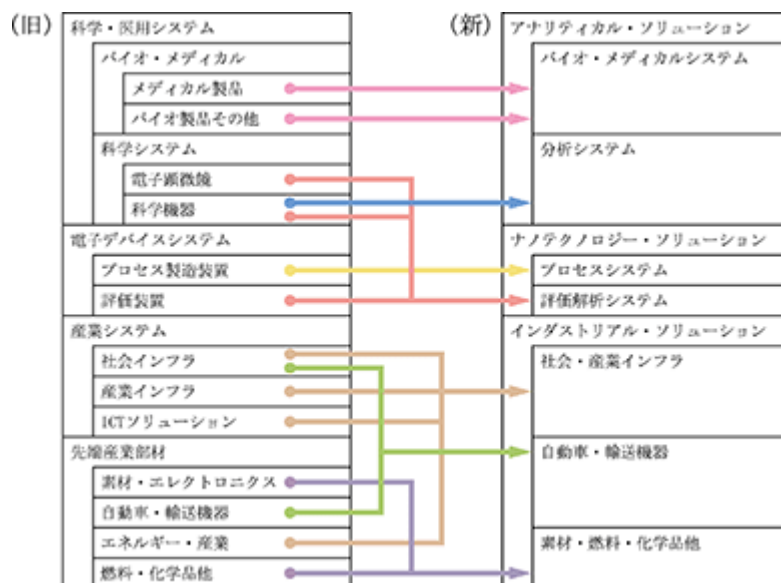 (旧)
科学・医用システム
バイオ・メディカル
メディカル製品
バイオ製品その他
科学システム
電子顕微鏡
科学機器
電子デバイスシステム
プロセス製造装置
評価装置
産業システム
社会インフラ
産業インフラ
ICTソリューション
先端産業部材
素材・エレクトロニクス
自動車・輸送機器
エネルギー・産業
燃料・化学品他
(新)
アナリティカル・ソリューション
バイオ・メディカルシステム
分析システム
ナノテクノロジー・ソリューション
プロセスシステム
評価解析システム
インダストリアル・ソリューション
社会・産業インフラ
自動車・輸送機器
素材・燃料・化学品他